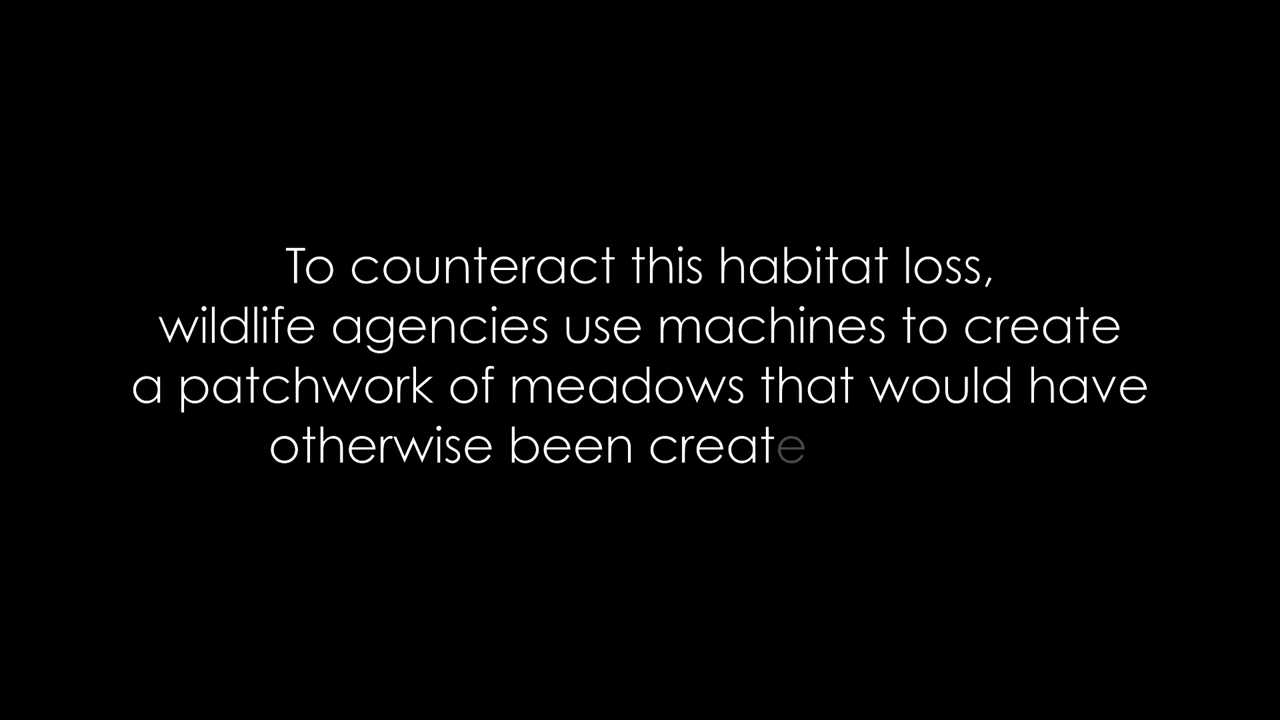 To counteract this habitat loss,
wildlife agencies use machines to create
a patchwork of meadows that would have
otherwise been create